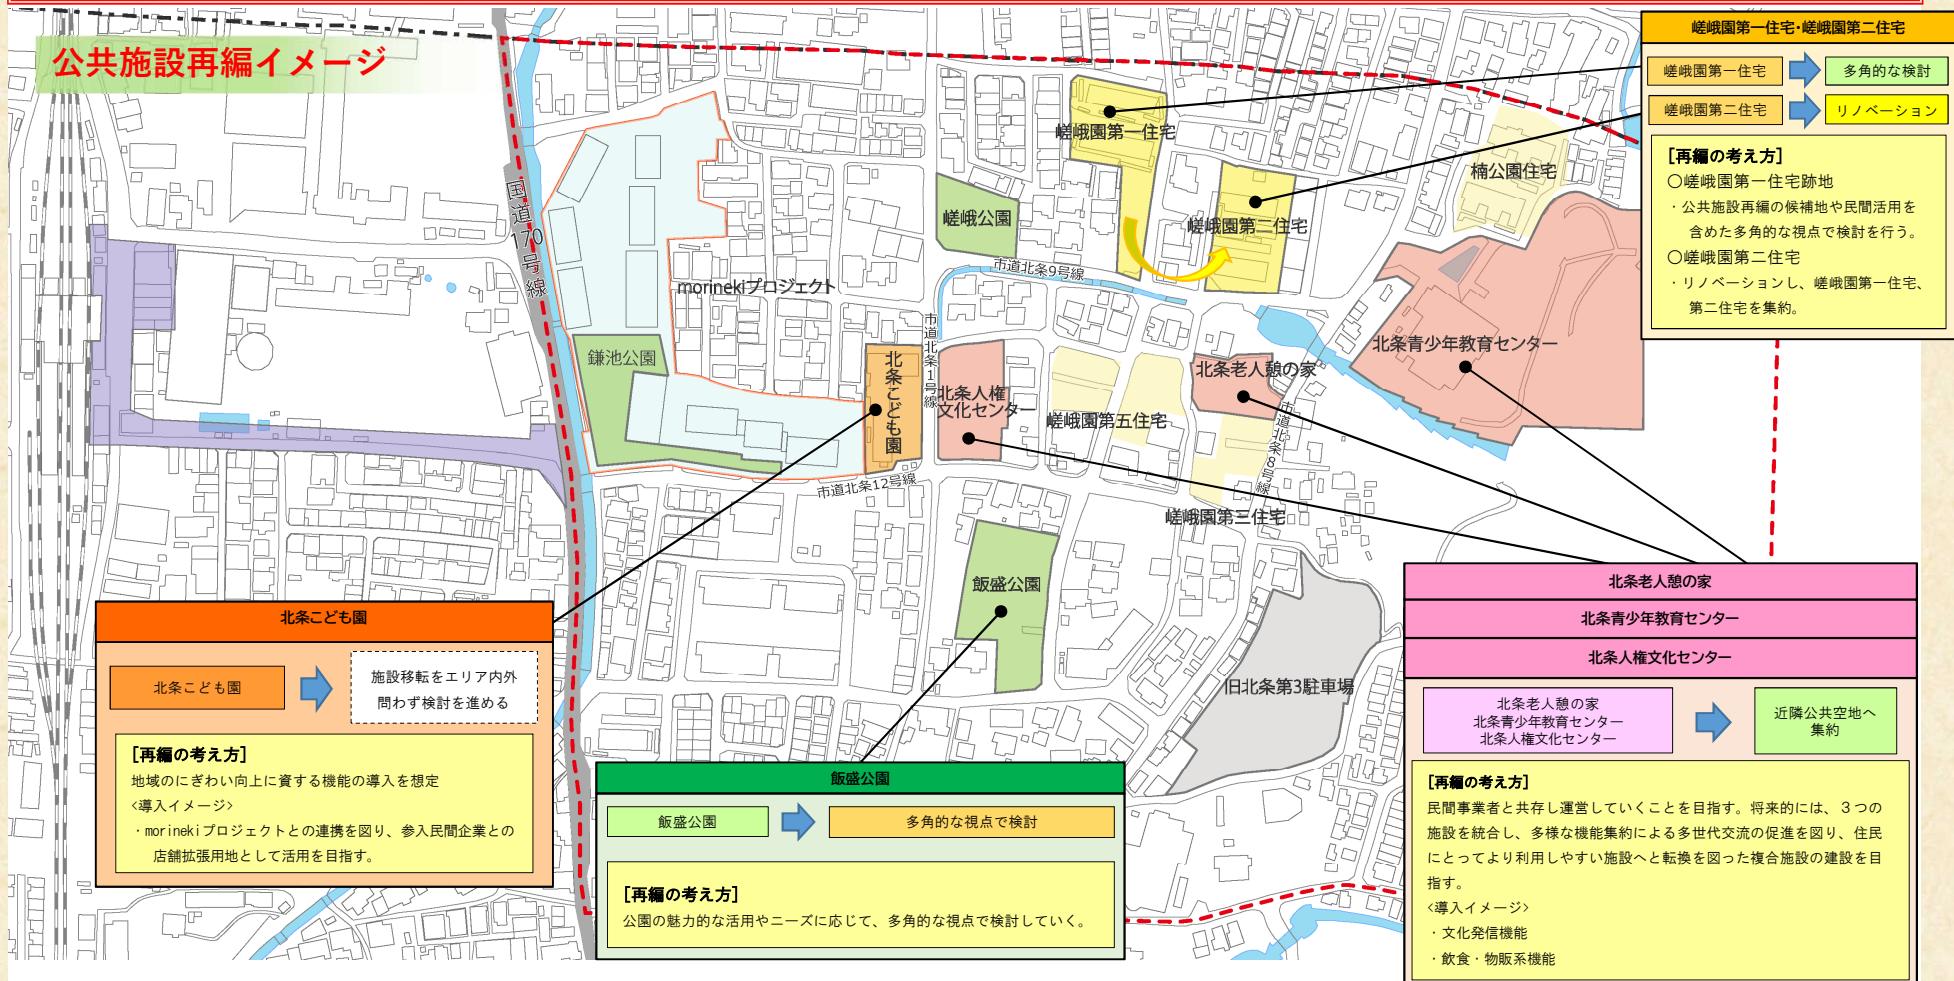 公共施設再編イメージ
嵯峨園第一住宅・嵯峨園第二住宅
嵯峨園第一住宅
多角的な検討
嵯峨園第二住宅
リノベーション
[再編の考え方]
〇嵯峨園第一住宅跡地
・公共施設再編の候補地や民間活用を
含めた多角的な視点で検討を行う。
〇嵯峨園第二住宅
・リノベーションし、嵯峨園第一住宅、
第二住宅を集約。
嵯峨園第一住宅
楠公園住宅
国道170号線
嵯峨公園
嵯峨園第二住宅
市道北条9号線
morinekiプロジェクト
市道北条1号線
鎌池公園
北条こども園
北条人権
文化センター
嵯峨園第五住宅
北条老人憩の家
北条青少年教育センター
市道北条8号線
市道北条12号線
嵯峨園第三住宅
飯盛公園
旧北条第3駐車場
北条こども園
北条こども園
施設移転をエリア内外
問わず検討を進める
[再編の考え方]
地域のにぎわい向上に資する機能の導入を想定
<導入イメージ>
・morinekiプロジェクトとの連携を図り、参入民間企業との
店舗拡張用地として活用を目指す。
飯盛公園
飯盛公園
多角的な視点で検討
[再編の考え方]
公園の魅力的な活用やニーズに応じて、多角的な視点で検討していく。
北条老人憩の家
北条青少年教育センター
北条人権文化センター
北条老人憩の家
北条青少年教育センター
北条人権文化センター
近隣公共空地へ
集約
[再編の考え方]
民間事業者と共存し運営していくことを目指す。将来的には、３つの
施設を統合し、多様な機能集約による多世代交流の促進を図り、住民
にとってより利用しやすい施設へと転換を図った複合施設の建設を目
指す。
<導入イメージ>
・文化発信機能
・飲食・物販系機能